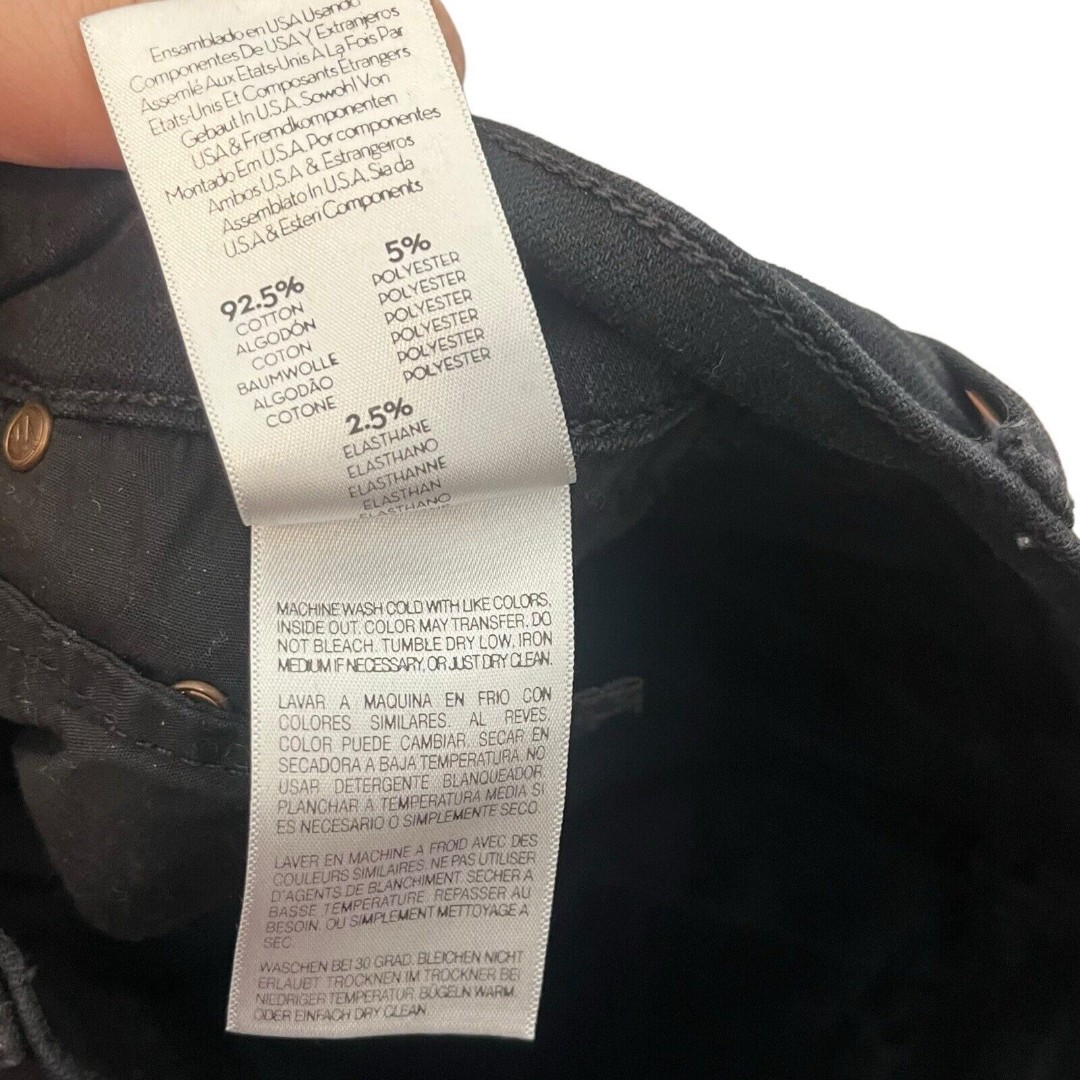 Ensamblado en USA Usando
Componentes De USA Y Extranjeros
Assemlé Aux Etats-Unis A La Fois Par
Etats-Unis Et Composants Etrangers
Gebaut In U.S.A. Sowohl Von
USA & Fremdkomponenten
Montado Em U.S.A. Por componentes
Ambos U.S.A & Estrangeiros
Assemblato In U.S.A. Sia da
U.S.A & Esteri Components
92.5%
COTTON
ALGODÓN
COTON
BAUMWOLLE
ALGODÃO
COTONE
5%
POLYESTER
POLYESTER
POLYESTER
POLYESTER
POLYESTER
POLYESTER
2.5%
ELASTHANE
ELASTHANO
ELASTHANNE
ELASTHAN
ELASTHANO
MACHINE WASH COLD WITH LIKE COLORS,
INSIDE OUT. COLOR MAY TRANSFER. DO
NOT BLEACH. TUMBLE DRY LOW, IRON
MEDIUM IF NECESSARY, OR JUST DRY CLEAN.
LAVAR A MAQUINA EN FRIO CON
COLORES SIMILARES. AL REVES,
COLOR PUEDE CAMBIAR, SECAR EN
SECADORA A BAJA TEMPERATURA. NO
USAR DETERGENTE BLANQUEADOR.
PLANCHAR A TEMPERATURA MEDIA SI
ES NECESARIO O SIMPLEMENTE SECO.
LAVER EN MACHINE A FROID AVEC DES
COULEURS SIMILAIRES. NE PAS UTILISER
D'AGENTS DE BLANCHIMENT. SECHER A
BASSE TEMPERATURE. REPASSER AU
BESOIN, OU SIMPLEMENT METTOYAGE A
SEC.
WASCHEN BEI 30 GRAD. BLEICHEN NICHT
ERLAUBT TROCKNEN IM TROCKNER BEI
NIEDRIGER TEMPERATUR. BÜGELN WARM,
ODER EINFACH DRY CLEAN.